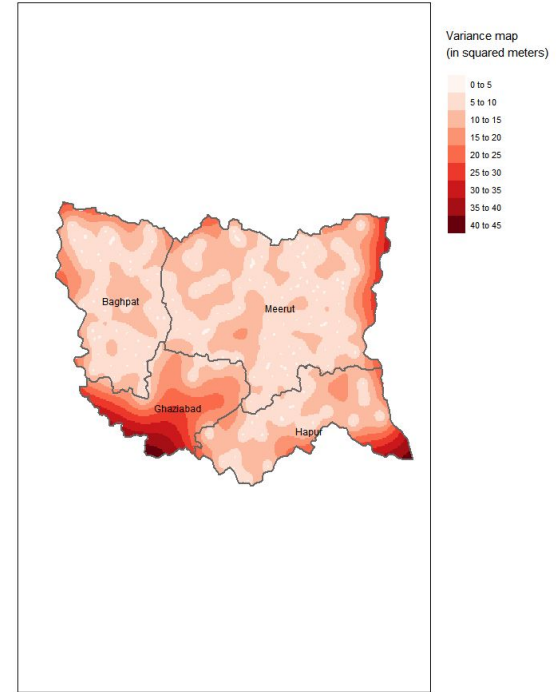 Variance map
(in squared meters)
0 to 5
5 to 10
10 to 15
15 to 20
20 to 25
25 to 30
30 to 35
35 to 40
40 to 45
Baghpat
Meerut
Ghaziabad
Hapur